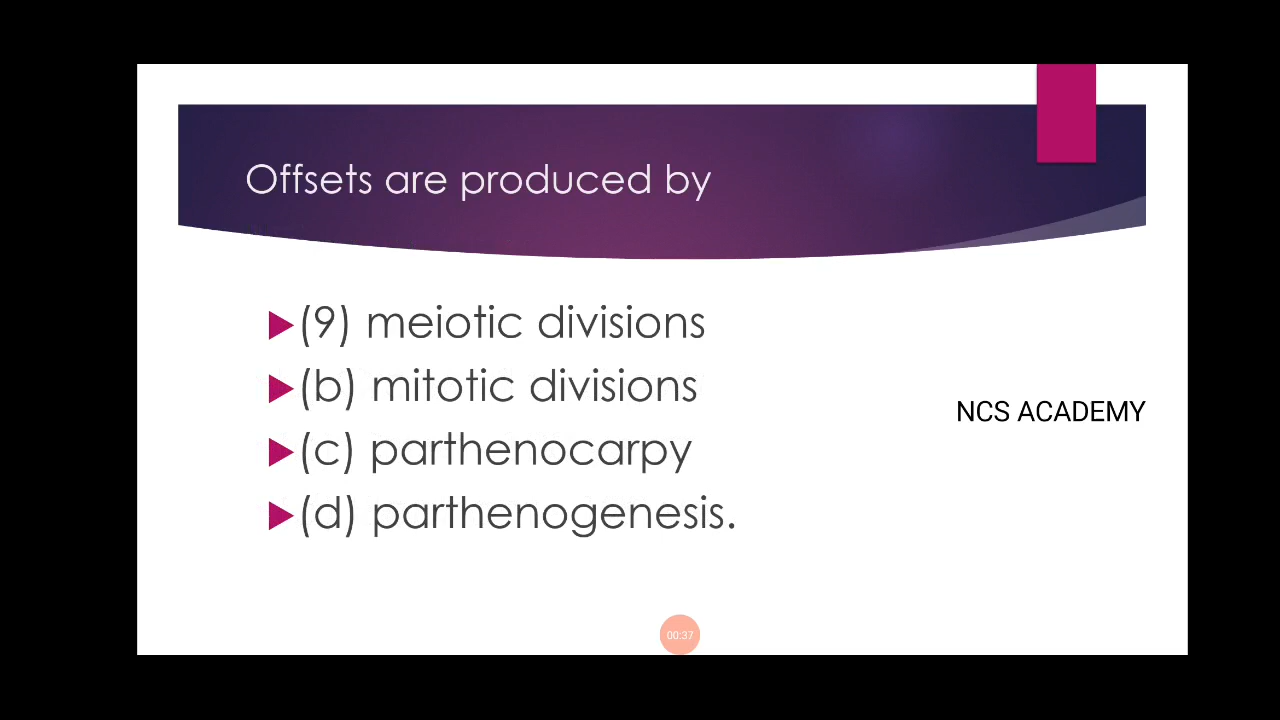 Offsets are produced by
(9) meiotic divisions
(b) mitotic divisions
NCS ACADEMY
(c) parthenocarpy
(d) parthenogenesis.
00:37